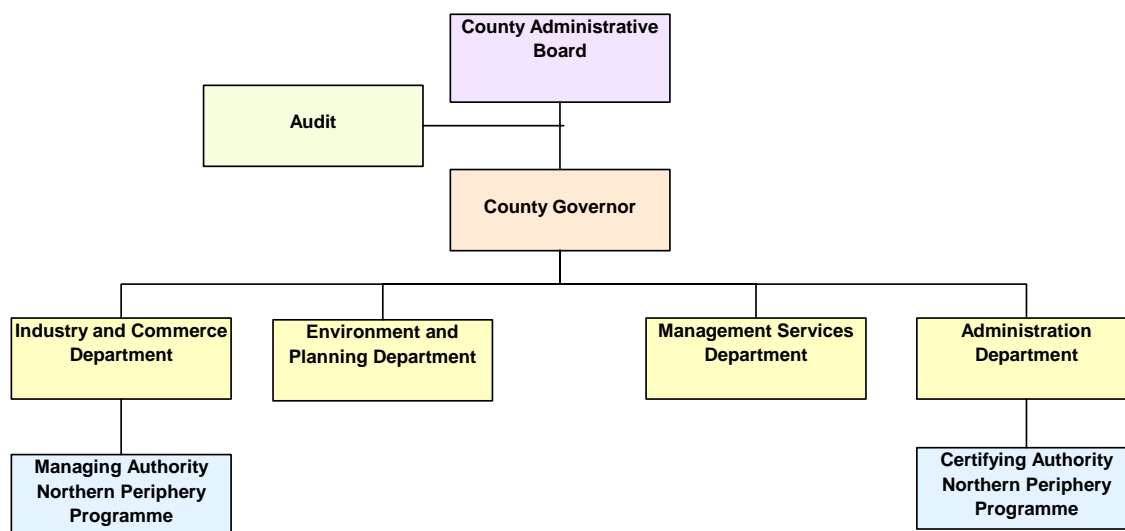 County Administrative
Board
Audit
County Governor
Industry and Commerce
Department
Environment and
Planning Department
Management Services
Department
Administration
Department
Managing Authority
Northern Periphery
Programme
Certifying Authority
Northern Periphery
Programme